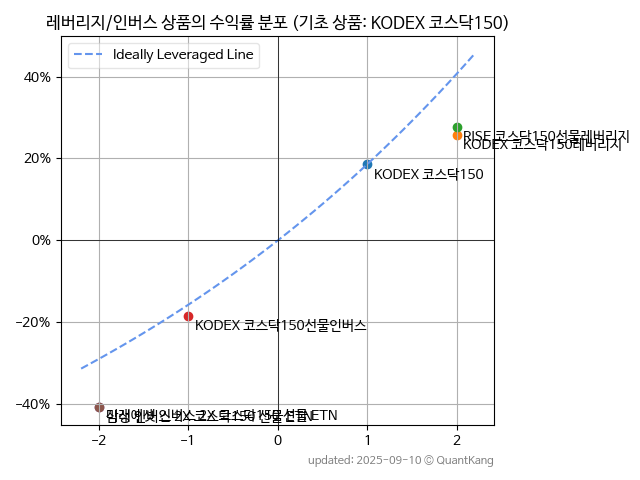 레버리지/인버스 상품의 수익률 분포 (기초 상품: KODEX 코스닥150)
Ideally Leveraged Line
40%
20%
0%
−20%
−40%
RISE 코스닥150선물레버리지
KODEX 코스닥150레버리지
KODEX 코스닥150
KODEX 코스닥150선물인버스
ETN
−2
−1
0
1
2
updated: 2025-09-10 © QuantKang